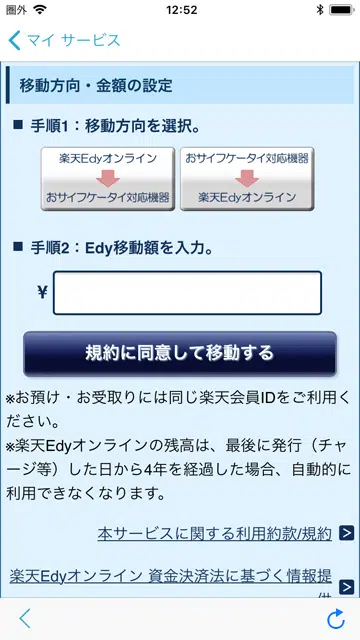 圏外 12:52
マイ サービス
移動方向・金額の設定
手順1：移動方向を選択。
楽天Edyオンライン おサイフケータイ対応機器
おサイフケータイ対応機器 楽天Edyオンライン
手順2：Edy移動額を入力。
¥
規約に同意して移動する
※お預け・お受取りには同じ楽天会員IDをご利用く
ださい。
※楽天Edyオンラインの残高は、最後に発行（チャ
ージ等）した日から4年を経過した場合、自動的に
利用できなくなります。
本サービスに関する利用約款/規約
楽天Edyオンライン 資金決済法に基づく情報提
供